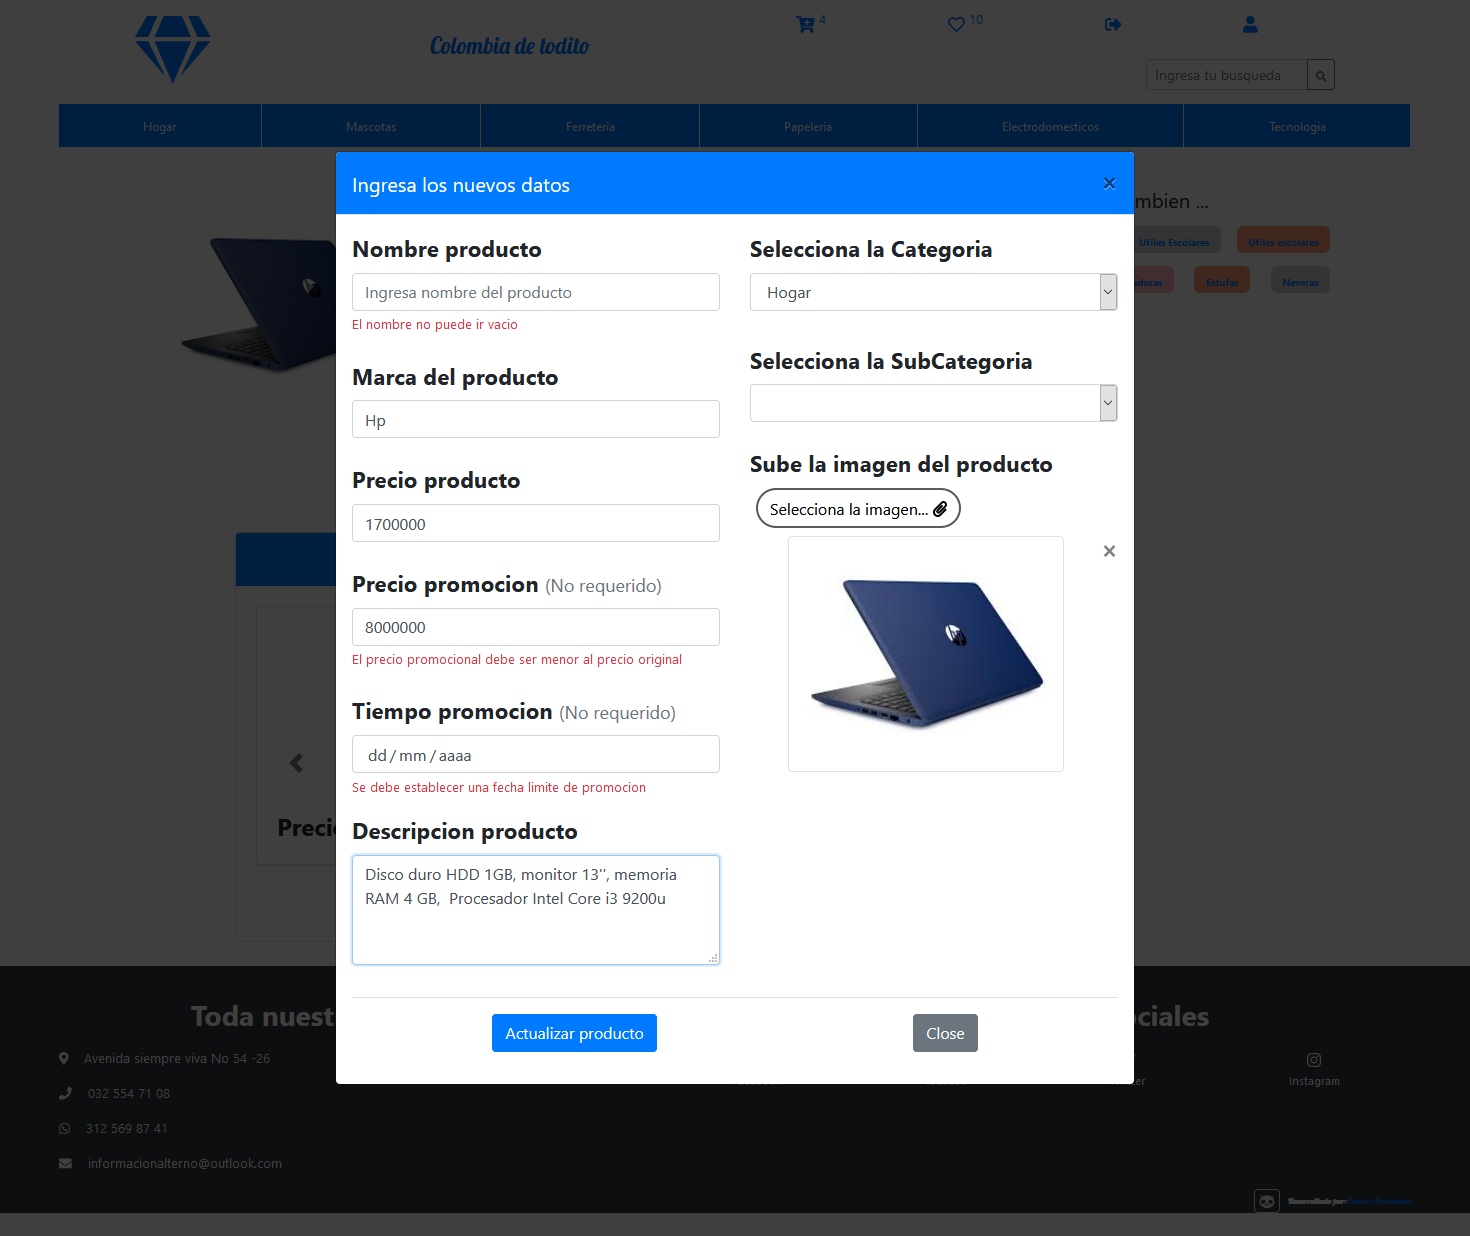 Colombia de todito
4
10
Ingresa tu busqueda
Hogar
Mascotas
Ferreteria
Papeleria
Electrodomesticos
Tecnologia
Ingresa los nuevos datos
×
mbien ...
Utiles Escolares
Utiles escolares
adoras
Estufas
Neveras
Nombre producto
Ingresa nombre del producto
El nombre no puede ir vacio
Marca del producto
Hp
Precio producto
1700000
Precio promocion (No requerido)
8000000
El precio promocional debe ser menor al precio original
Tiempo promocion (No requerido)
dd / mm / aaaa
Se debe establecer una fecha limite de promocion
Descripcion producto
Disco duro HDD 1GB, monitor 13'', memoria
RAM 4 GB,  Procesador Intel Core i3 9200u
Selecciona la Categoria
Hogar
Selecciona la SubCategoria
Sube la imagen del producto
Selecciona la imagen...
×
hp
Precio
Actualizar producto
Close
Toda nuest
ciales
Avenida siempre viva No 54 -26
032 554 71 08
312 569 87 41
informacionalterno@outlook.com
Instagram
Desarrollado por: